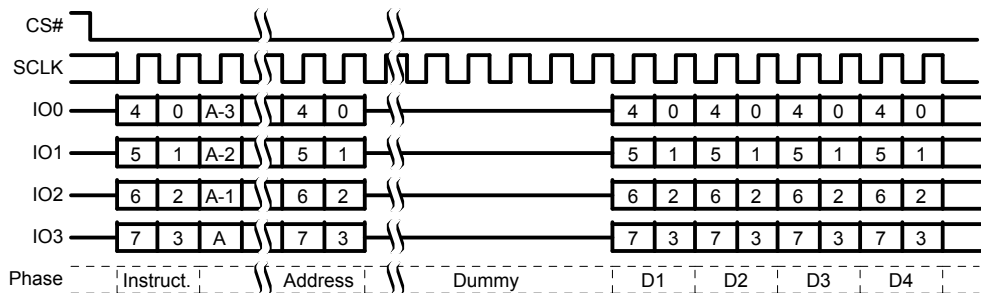 CS#
SCLK
IO0 4 0 A-3 4 0 4 0 4 0 4 0 4 0
IO1 5 1 A-2 5 1 5 1 5 1 5 1 5 1
IO2 6 2 A-1 6 2 6 2 6 2 6 2 6 2
IO3 7 3 A 7 3 7 3 7 3 7 3 7 3
Phase Instruct. Address Dummy D1 D2 D3 D4